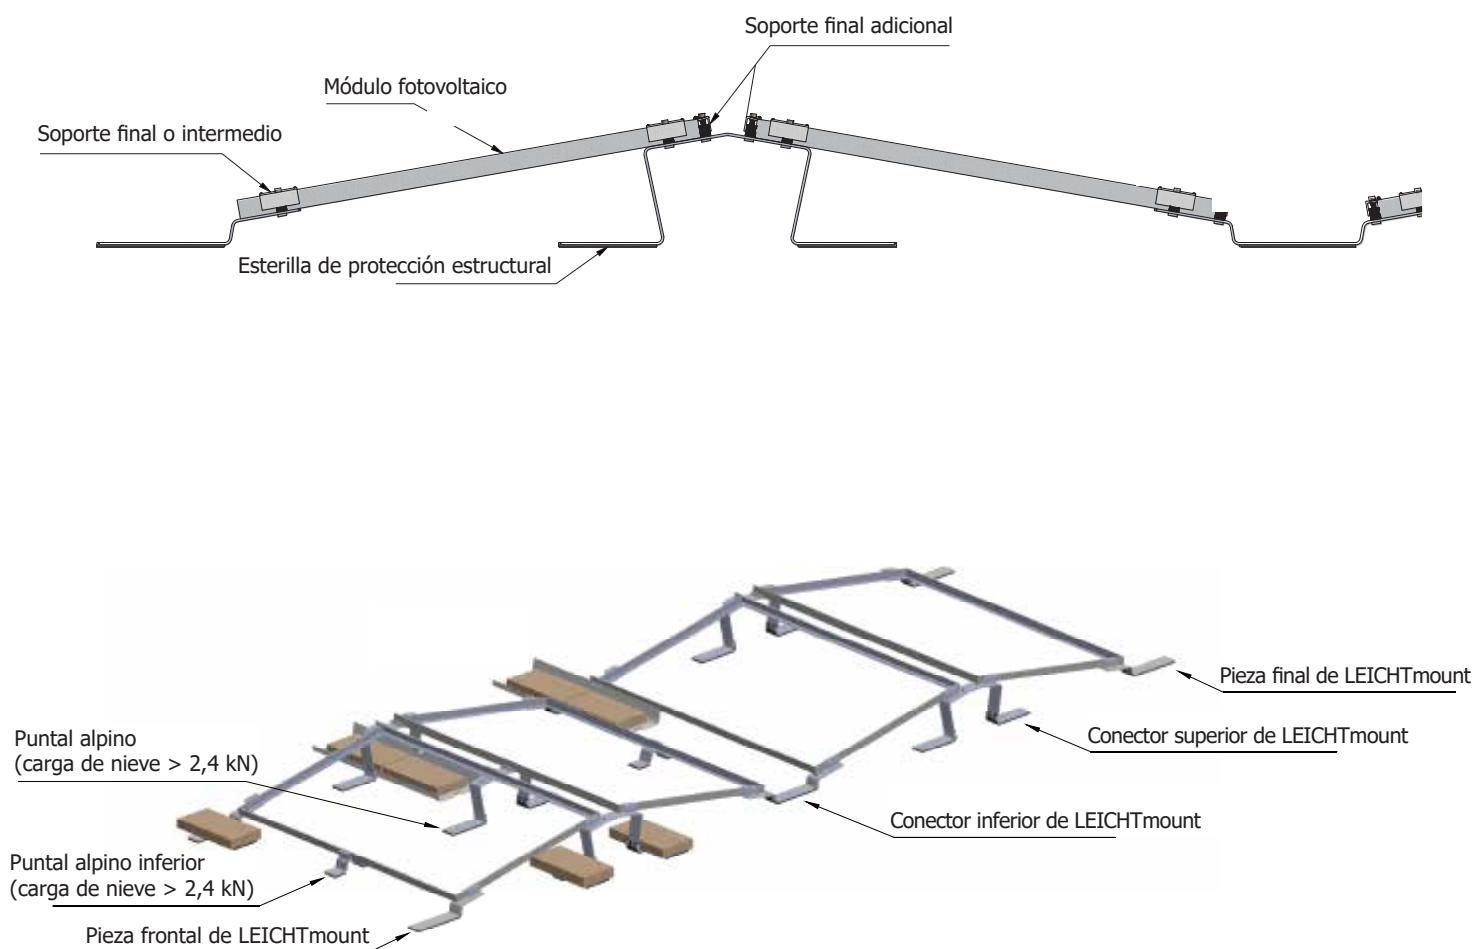 Soporte final adicional
Módulo fotovoltaico
Soporte final o intermedio
Esterilla de protección estructural
Pieza final de LEICHTmount
Conector superior de LEICHTmount
Puntal alpino
(carga de nieve > 2,4 kN)
Conector inferior de LEICHTmount
Puntal alpino inferior
(carga de nieve > 2,4 kN)
Pieza frontal de LEICHTmount